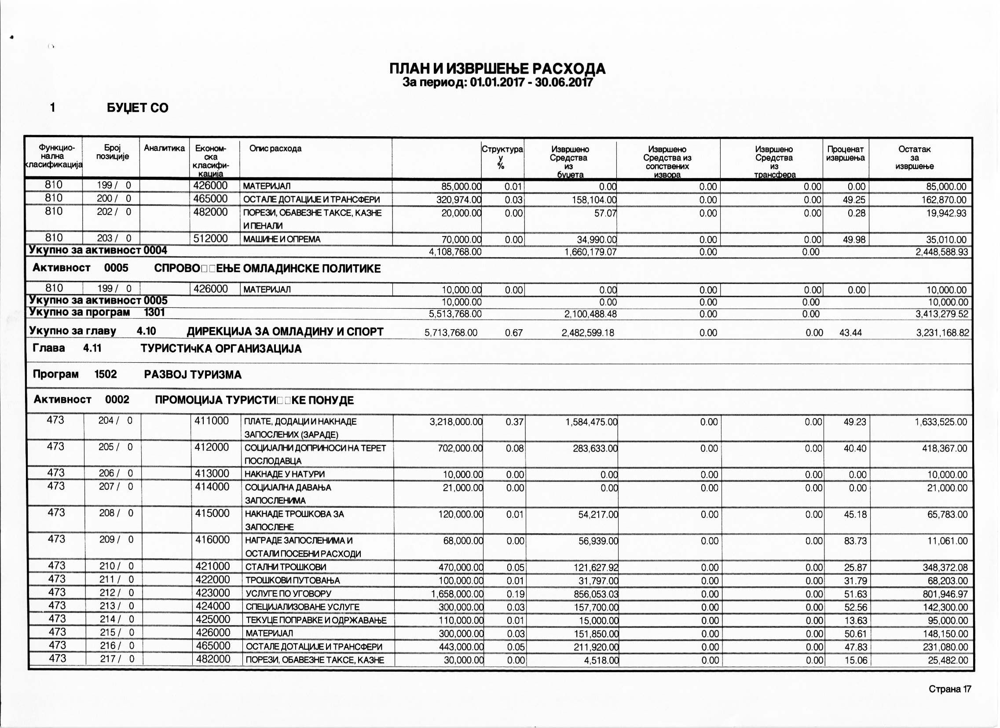 ПЛАН И ИЗВРШЕЊЕ РАСХОДА
За период: 01.01.2017 - 30.06.2017
1 БУЏЕТ СО
Функцио- Број Аналитика Економ- Опис расхода Структура Извршено Извршено Извршено Проценат Остатак
нална позиције ска у Средства Средства из Средства извршења за
класификација класифи- % из сопствених из извршење
кација буџета извора трансфера
810 199 / 0 426000 МАТЕРИЈАЛ 85,000.00 0.01 0.00 0.00 0.00 0.00 85,000.00
810 200 / 0 465000 ОСТАЛЕ ДОТАЦИЈЕ И ТРАНСФЕРИ 320,974.00 0.03 158,104.00 0.00 0.00 49.25 162,870.00
810 202 / 0 482000 ПОРЕЗИ, ОБАВЕЗНЕ ТАКСЕ, КАЗНЕ 20,000.00 0.00 57.07 0.00 0.00 0.28 19,942.93
И ПЕНАЛИ
810 203 / 0 512000 МАШИНЕ И ОПРЕМА 70,000.00 0.00 34,990.00 0.00 0.00 49.98 35,010.00
Укупно за активност 0004 4,108,768.00 1,660,179.07 0.00 0.00 2,448,588.93
Активност 0005 СПРОВО□□ЕЊЕ ОМЛАДИНСКЕ ПОЛИТИКЕ
810 199 / 0 426000 МАТЕРИЈАЛ 10,000.00 0.00 0.00 0.00 0.00 0.00 10,000.00
Укупно за активност 0005 10,000.00 0.00 0.00 0.00 10,000.00
Укупно за програм 1301 5,513,768.00 2,100,488.48 0.00 0.00 3,413,279.52
Укупно за главу 4.10 ДИРЕКЦИЈА ЗА ОМЛАДИНУ И СПОРТ 5,713,768.00 0.67 2,482,599.18 0.00 0.00 43.44 3,231,168.82
Глава 4.11 ТУРИСТИчКА ОРГАНИЗАЦИЈА
Програм 1502 РАЗВОЈ ТУРИЗМА
Активност 0002 ПРОМОЦИЈА ТУРИСТИ□□КЕ ПОНУДЕ
473 204 / 0 411000 ПЛАТЕ, ДОДАЦИ И НАКНАДЕ 3,218,000.00 0.37 1,584,475.00 0.00 0.00 49.23 1,633,525.00
ЗАПОСЛЕНИХ (ЗАРАДЕ)
473 205 / 0 412000 СОЦИЈАЛНИ ДОПРИНОСИ НА ТЕРЕТ 702,000.00 0.08 283,633.00 0.00 0.00 40.40 418,367.00
ПОСЛОДАВЦА
473 206 / 0 413000 НАКНАДЕ У НАТУРИ 10,000.00 0.00 0.00 0.00 0.00 0.00 10,000.00
473 207 / 0 414000 СОЦИЈАЛНА ДАВАЊА 21,000.00 0.00 0.00 0.00 0.00 0.00 21,000.00
ЗАПОСЛЕНИМА
473 208 / 0 415000 НАКНАДЕ ТРОШКОВА ЗА 120,000.00 0.01 54,217.00 0.00 0.00 45.18 65,783.00
ЗАПОСЛЕНЕ
473 209 / 0 416000 НАГРАДЕ ЗАПОСЛЕНИМА И 68,000.00 0.00 56,939.00 0.00 0.00 83.73 11,061.00
ОСТАЛИ ПОСЕБНИ РАСХОДИ
473 210 / 0 421000 СТАЛНИ ТРОШКОВИ 470,000.00 0.05 121,627.92 0.00 0.00 25.87 348,372.08
473 211 / 0 422000 ТРОШКОВИ ПУТОВАЊА 100,000.00 0.01 31,797.00 0.00 0.00 31.79 68,203.00
473 212 / 0 423000 УСЛУГЕ ПО УГОВОРУ 1,658,000.00 0.19 856,053.03 0.00 0.00 51.63 801,946.97
473 213 / 0 424000 СПЕЦИЈАЛИЗОВАНЕ УСЛУГЕ 300,000.00 0.03 157,700.00 0.00 0.00 52.56 142,300.00
473 214 / 0 425000 ТЕКУЦЕ ПОПРАВКЕ И ОДРЖАВАЊЕ 110,000.00 0.01 15,000.00 0.00 0.00 13.63 95,000.00
473 215 / 0 426000 МАТЕРИЈАЛ 300,000.00 0.03 151,850.00 0.00 0.00 50.61 148,150.00
473 216 / 0 465000 ОСТАЛЕ ДОТАЦИЈЕ И ТРАНСФЕРИ 443,000.00 0.05 211,920.00 0.00 0.00 47.83 231,080.00
473 217 / 0 482000 ПОРЕЗИ, ОБАВЕЗНЕ ТАКСЕ, КАЗНЕ 30,000.00 0.00 4,518.00 0.00 0.00 15.06 25,482.00
Страна 17